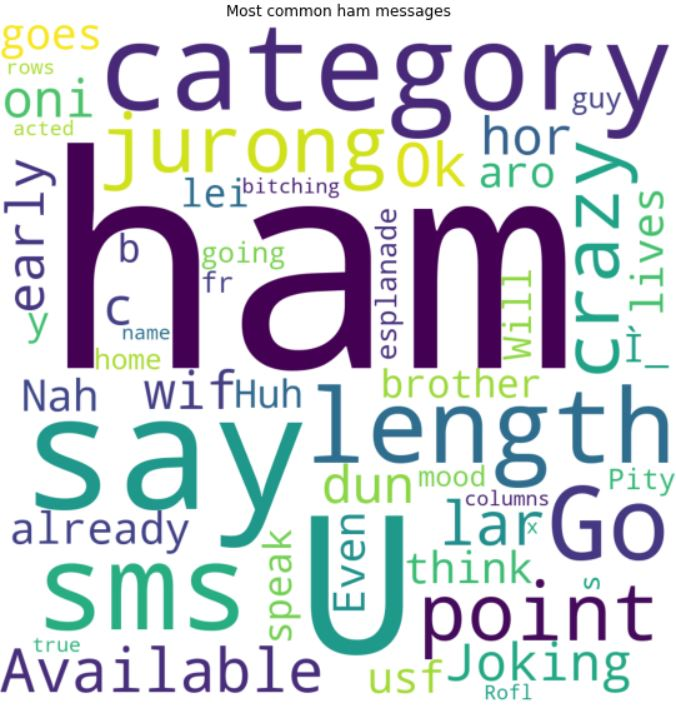 Most common ham messages
goes
category
rows
oni
guy
acted
jurong
Ok
hor
aro
lei
bitching
early
ham
crazy
lives
b
going
esplanade
Will
fr
c
y
name
home
Ì_
Nah
wif
Huh
brother
length
say
dun
mood
Pity
columns
Go
already
lar
x
Even
speak
think
s
sms
U
point
true
Available
usf
Joking
Rofl